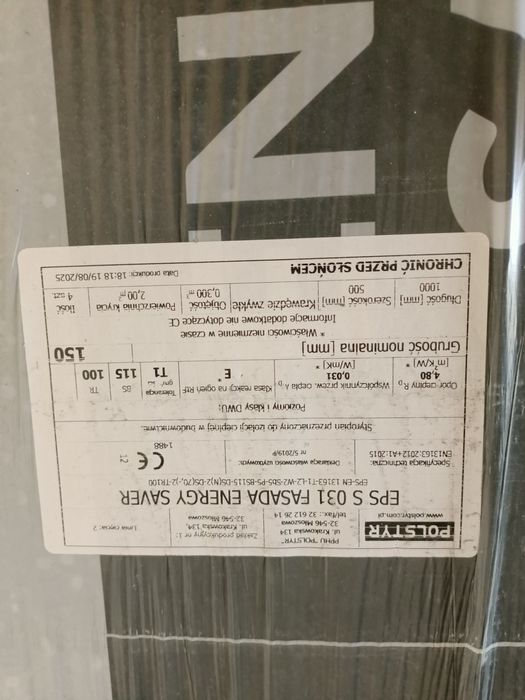 POLSTYR
www.polstyr.com.pl
PPHU "POLSTYR"
ul. Krakowska 134
32-546 Młoszowa
tel/fax.: 32 612 26 14
Zakład produkcyjny nr 1:
ul. Krakowska 134,
32-546 Młoszowa
Linia cięcia: 2
EPS S 031 FASADA ENERGY SAVER
EPS-EN 13163-T1-L2-W2-Sb5-P5-BS115-DS(N)2-DS(70,-)2-TR100
Specyfikacja techniczna:
EN13163:2012+A1:2015
Deklaracja właściwości użytkowych:
nr 5/2019/P
CE 12
1488
Styropian przeznaczony do izolacji cieplnej w budownictwie.
Poziomy i klasy DWU:
Opór cieplny R D
4,80
[m²K/W] *
Współczynnik przew. ciepła λ D
0,031
[W/mK] *
Klasa reakcji na ogień RtF
E *
Tolerancja
T1
BS
115
TR
100
Grubość nominalna [mm] 150
* Właściwości niezmienne w czasie
Informacje dodatkowe nie dotyczące CE
Długość [mm]
1000
Szerokość [mm]
500
Krawędzie zwykłe
Objętość
0,300 m³
Powierzchnia krycia
2,00 m²
Ilość
4 szt.
CHRONIĆ PRZED SŁOŃCEM
Data produkcji: 18:18 19/08/2025